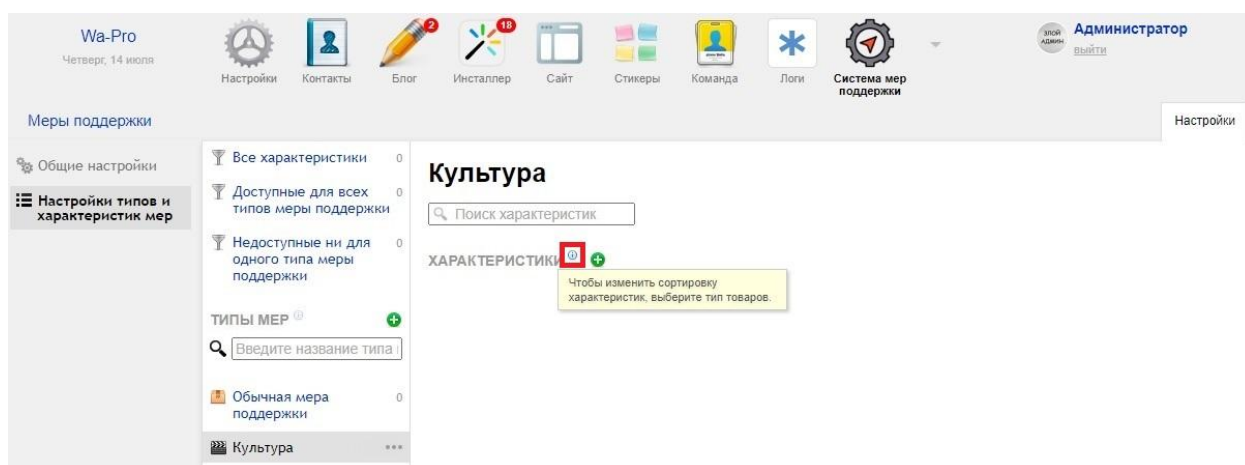 Wa-Pro
Четверг, 14 июля
Настройки
Контакты
2
Блог
18
Инсталлер
Сайт
Стикеры
Команда
Логи
Система мер
поддержки
злой
админ
Администратор
выйти
Меры поддержки
Настройки
Общие настройки
Настройки типов и
характеристик мер
Все характеристики 0
Доступные для всех 0
типов меры поддержки
Недоступные ни для 0
одного типа меры
поддержки
ТИПЫ МЕР
Введите название типа
Обычная мера 0
поддержки
Культура
Культура
Поиск характеристик
ХАРАКТЕРИСТИКИ
Чтобы изменить сортировку
характеристик, выберите тип товаров.